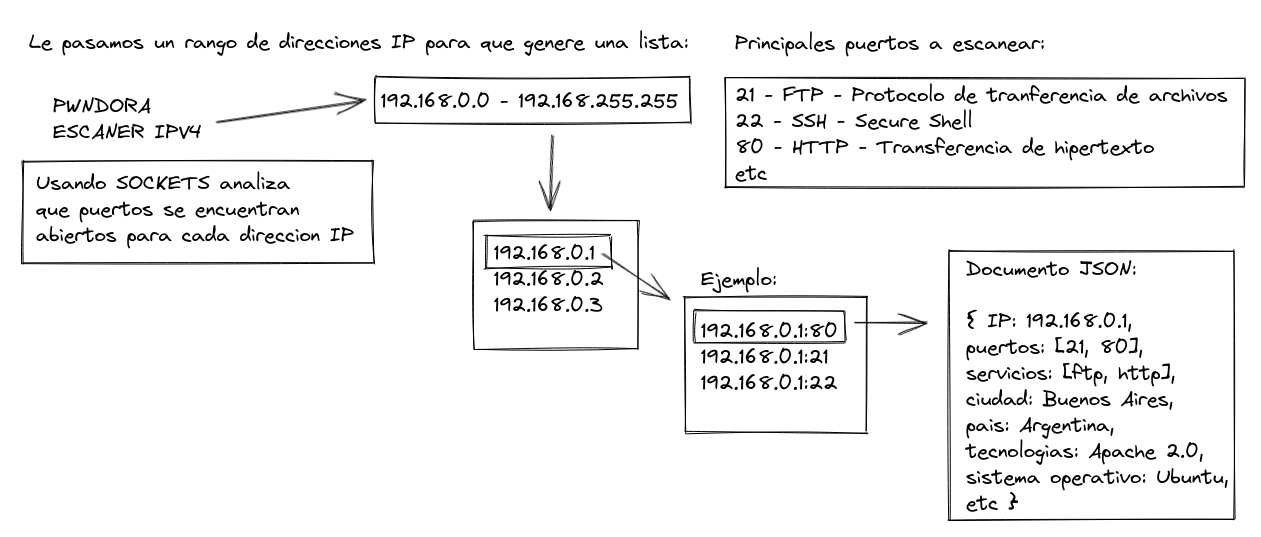 Le pasamos un rango de direcciones IP para que genere una lista:
PWNDORA
ESCANER IPV4
192.168.0.0 - 192.168.255.255
Usando SOCKETS analiza
que puertos se encuentran
abiertos para cada direccion IP
Principales puertos a escanear:
21 - FTP - Protocolo de tranferencia de archivos
22 - SSH - Secure Shell
80 - HTTP - Transferencia de hipertexto
etc
192.168.0.1
192.168.0.2
192.168.0.3
Ejemplo:
192.168.0.1:80
192.168.0.1:21
192.168.0.1:22
Documento JSON:
{ IP: 192.168.0.1,
puertos: [21, 80],
servicios: [ftp, http],
ciudad: Buenos Aires,
pais: Argentina,
tecnologias: Apache 2.0,
sistema operativo: Ubuntu,
etc }